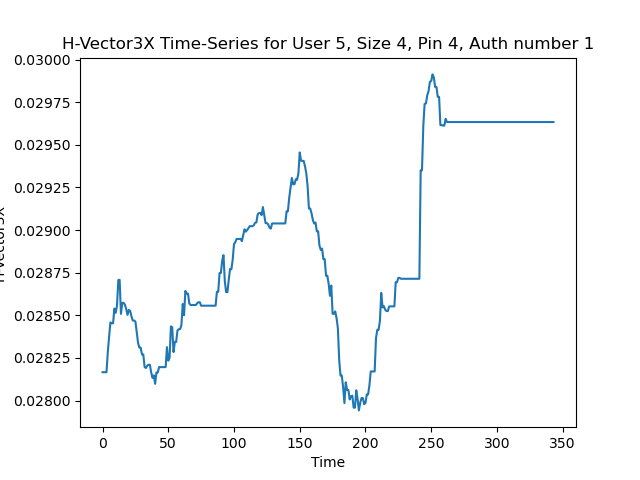 H-Vector3X Time-Series for User 5, Size 4, Pin 4, Auth number 1
0.03000
0.02975
0.02950
0.02925
0.02900
0.02875
0.02850
0.02825
0.02800
H-Vector3X
0 50 100 150 200 250 300 350
Time